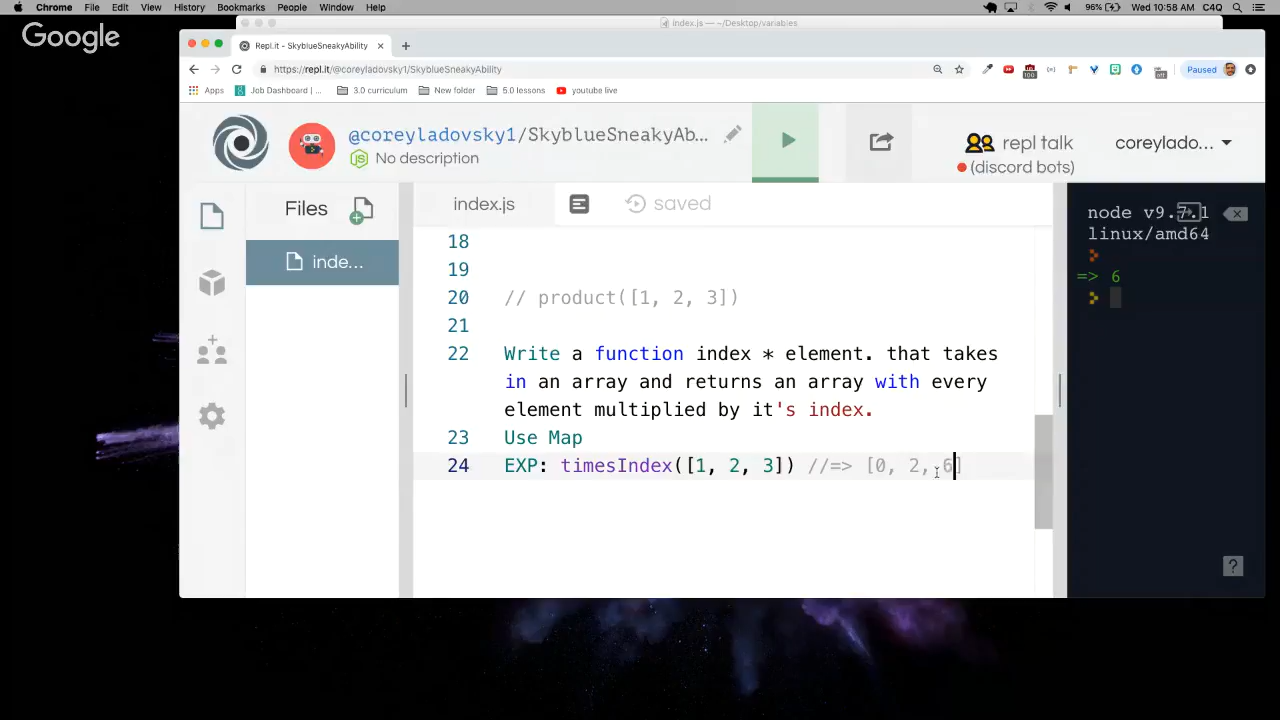 Chrome File Edit View History Bookmarks People Window Help 96% Wed 10:58 AM C4Q
Google
index.js — ~/Desktop/variables
Repl.it - SkyblueSneakyAbility
https://repl.it/@coreyladovsky1/SkyblueSneakyAbility Paused
Apps Job Dashboard | ... 3.0 curriculum New folder 5.0 lessons youtube live
@coreyladovsky1/SkyblueSneakyAb...
No description
repl talk
(discord bots)
coreylado...
Files
inde...
index.js saved
18
19
20 // product([1, 2, 3])
21
22 Write a function index * element. that takes
in an array and returns an array with every
element multiplied by it's index.
23 Use Map
24 EXP: timesIndex([1, 2, 3]) //=> [0, 2, 6]
node v9.7.1
linux/amd64
=> 6
?